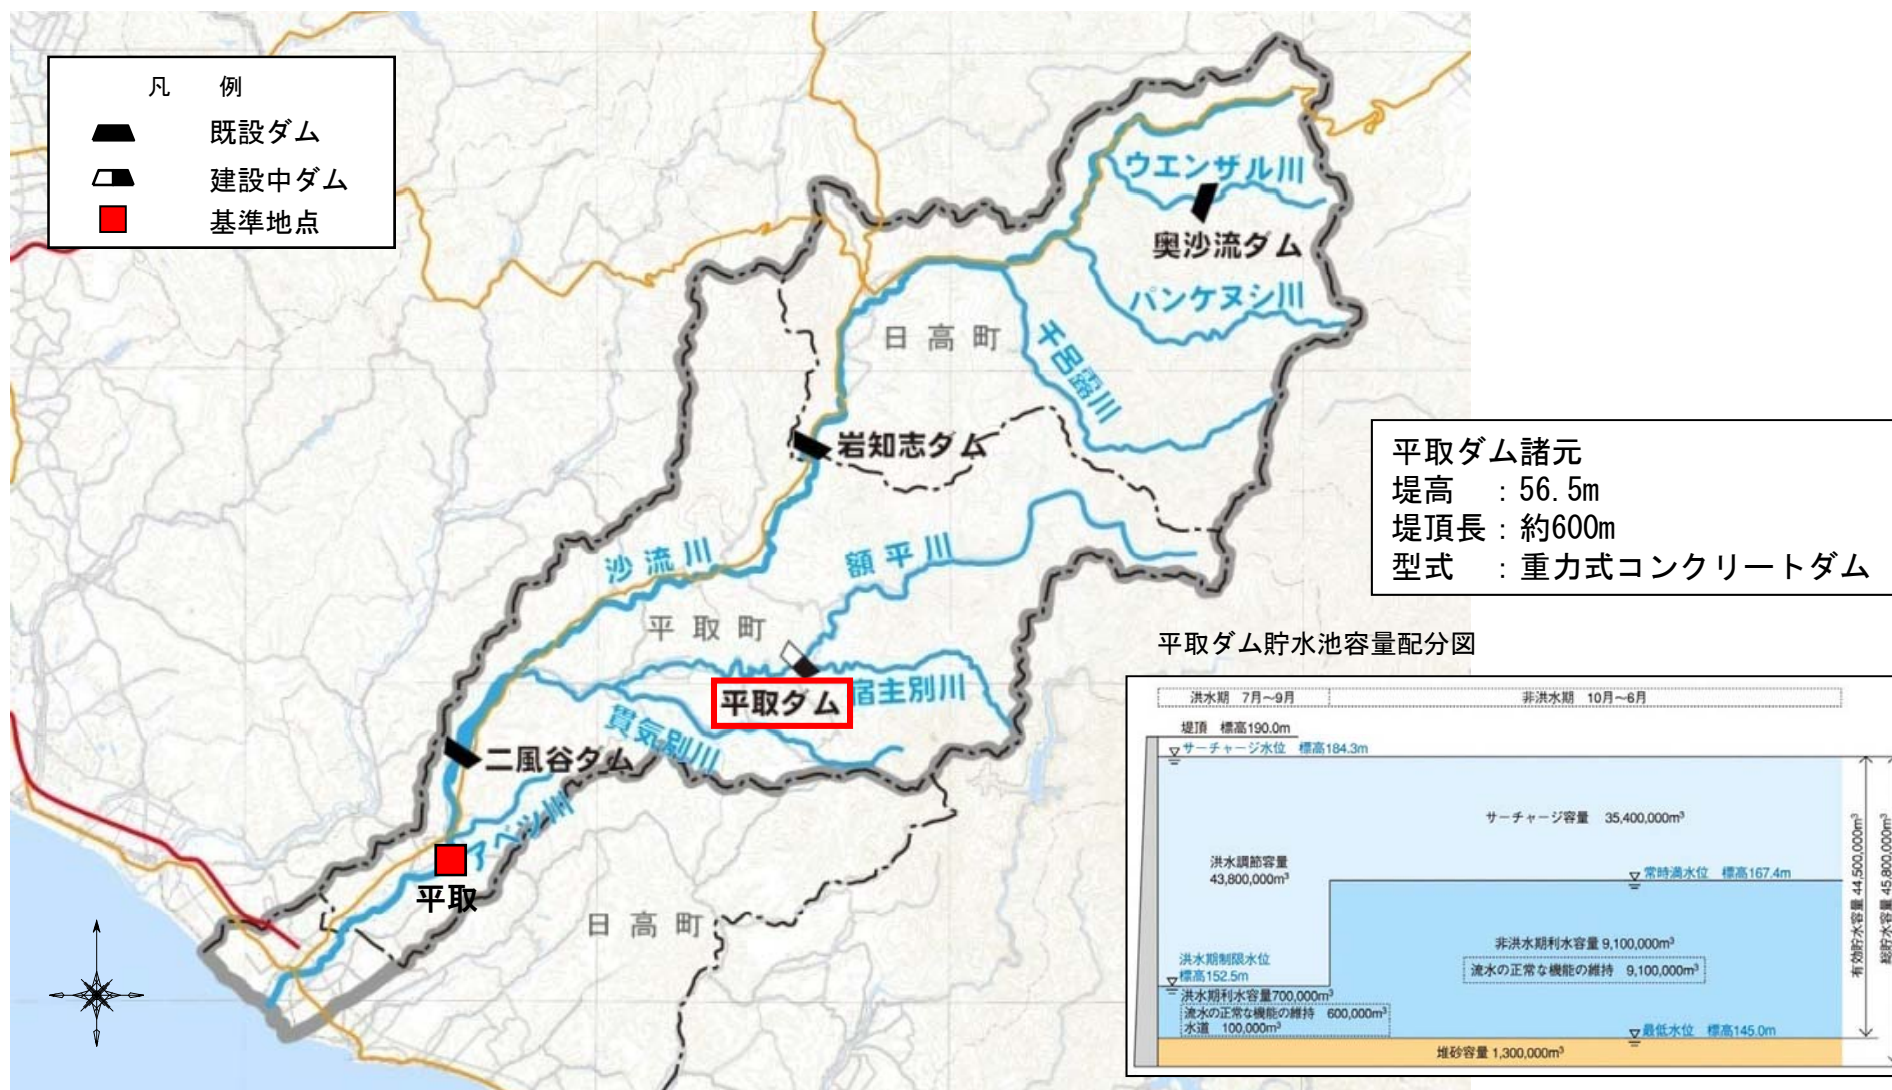 凡 例
既設ダム
建設中ダム
基準地点
ウエンザル川
奥沙流ダム
パンケヌシ川
日高町
千呂露川
岩知志ダム
沙流川
額平川
平取町
平取ダム
宿主別川
貫気別川
二風谷ダム
アベツ川
平取
日高町
平取ダム諸元
堤高 : 56.5m
堤頂長 : 約600m
型式 : 重力式コンクリートダム
平取ダム貯水池容量配分図
洪水期 7月〜9月
非洪水期 10月〜6月
堤頂 標高190.0m
サーチャージ水位 標高184.3m
サーチャージ容量 35,400,000m³
洪水調節容量
43,800,000m³
常時満水位 標高167.4m
非洪水期利水容量 9,100,000m³
流水の正常な機能の維持 9,100,000m³
洪水期制限水位
標高152.5m
洪水期利水容量700,000m³
流水の正常な機能の維持 600,000m³
水道 100,000m³
最低水位 標高145.0m
堆砂容量 1,300,000m³
有効貯水容量 44,500,000m³
総貯水容量 45,800,000m³